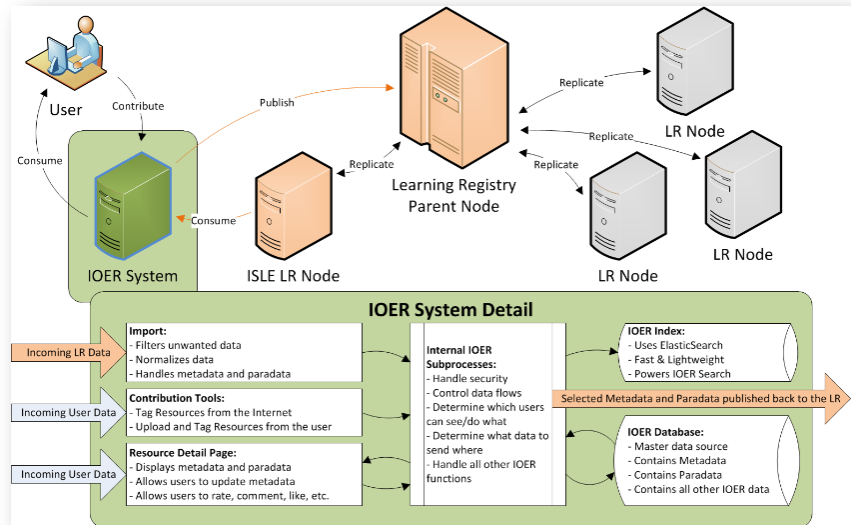 User
Contribute
Consume
Publish
Replicate
LR Node
Replicate
Replicate
Replicate
Learning Registry
Parent Node
Consume
IOER System
ISLE LR Node
LR Node
LR Node
IOER System Detail
Incoming LR Data
Import:
- Filters unwanted data
- Normalizes data
- Handles metadata and paradata
Incoming User Data
Contribution Tools:
- Tag Resources from the Internet
- Upload and Tag Resources from the user
Incoming User Data
Resource Detail Page:
- Displays metadata and paradata
- Allows users to update metadata
- Allows users to rate, comment, like, etc.
Internal IOER
Subprocesses:
- Handle security
- Control data flows
- Determine which users
can see/do what
- Determine what data to
send where
- Handle all other IOER
functions
IOER Index:
- Uses ElasticSearch
- Fast & Lightweight
- Powers IOER Search
Selected Metadata and Paradata published back to the LR
IOER Database:
- Master data source
- Contains Metadata
- Contains Paradata
- Contains all other IOER data